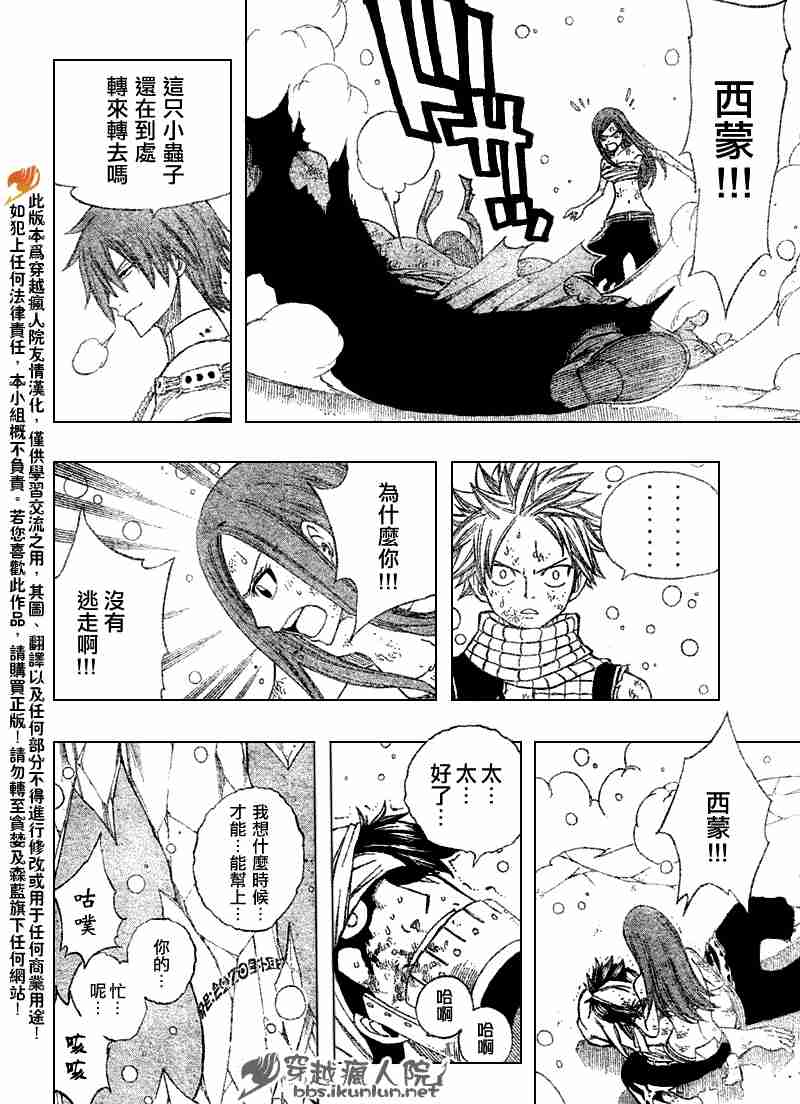 西蒙!!!
這只小蟲子
還在到處
轉來轉去嗎
‥‥‥
‥‥‥
為什麼你!!!
沒有
逃走啊!!!
西蒙!!!
太…
太…
好了…
哈啊
哈啊
我想什麼時候…
才能…能幫上…
你的…
忙…
呢…
咕噗
咳咳
此版本爲穿越瘋人院友情漢化，僅供學習交流之用，其圖、翻譯以及任何部分不得進行修改或用于任何商業用途！
如犯上任何法律責任，本小組概不負責。若您喜歡此作品，請購買正版！請勿轉至貪婪及森藍旗下任何網站！
穿越瘋人院
bbs.ikunlun.net